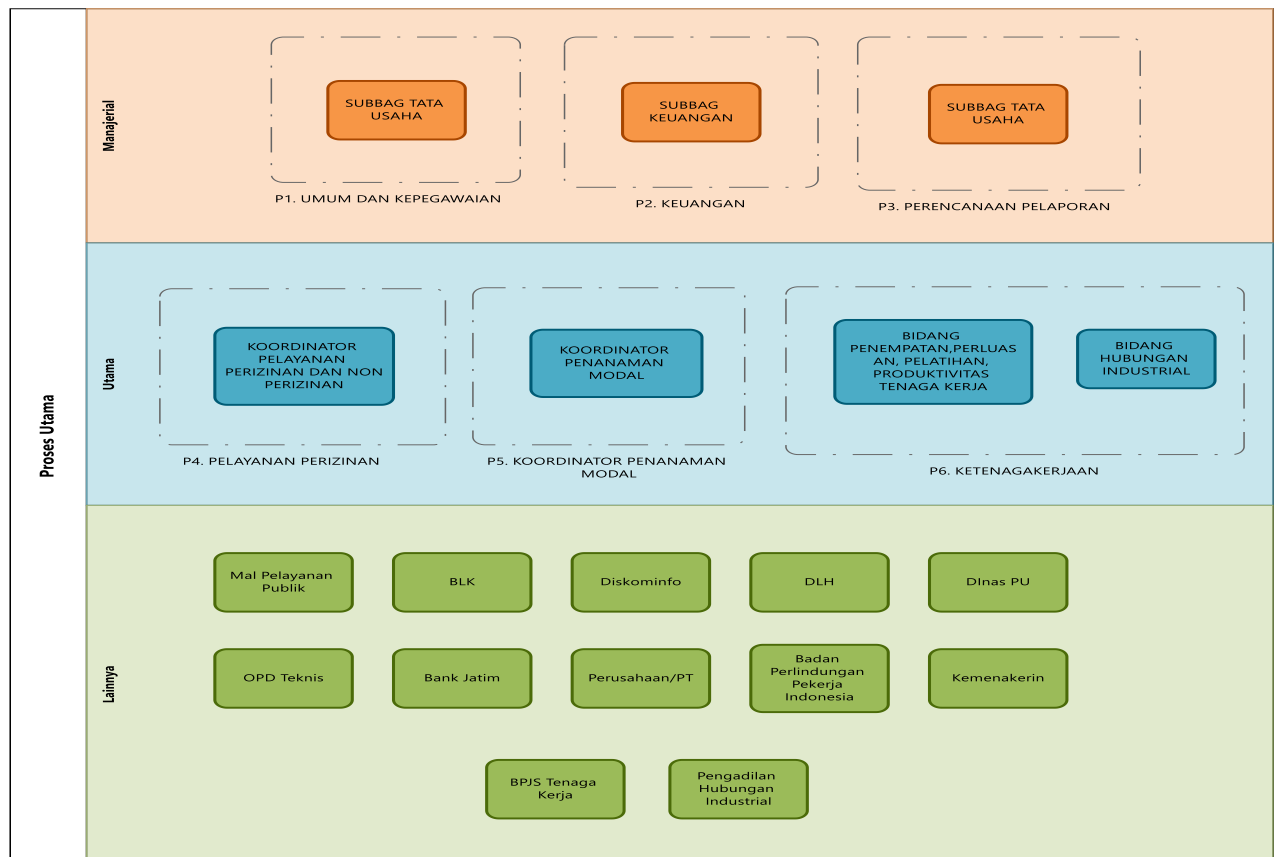 Proses Utama
Manajerial
SUBBAG TATA
USAHA
P1. UMUM DAN KEPEGAWAIAN
SUBBAG
KEUANGAN
P2. KEUANGAN
SUBBAG TATA
USAHA
P3. PERENCANAAN PELAPORAN
Utama
KOORDINATOR
PELAYANAN
PERIZINAN DAN NON
PERIZINAN
P4. PELAYANAN PERIZINAN
KOORDINATOR
PENANAMAN
MODAL
P5. KOORDINATOR PENANAMAN
MODAL
BIDANG
PENEMPATAN,PERLUAS
AN, PELATIHAN,
PRODUKTIVITAS
TENAGA KERJA
BIDANG
HUBUNGAN
INDUSTRIAL
P6. KETENAGAKERJAAN
Lainnya
Mal Pelayanan
Publik
BLK
Diskominfo
DLH
DInas PU
OPD Teknis
Bank Jatim
Perusahaan/PT
Badan
Perlindungan
Pekerja
Indonesia
Kemenakerin
BPJS Tenaga
Kerja
Pengadilan
Hubungan
Industrial